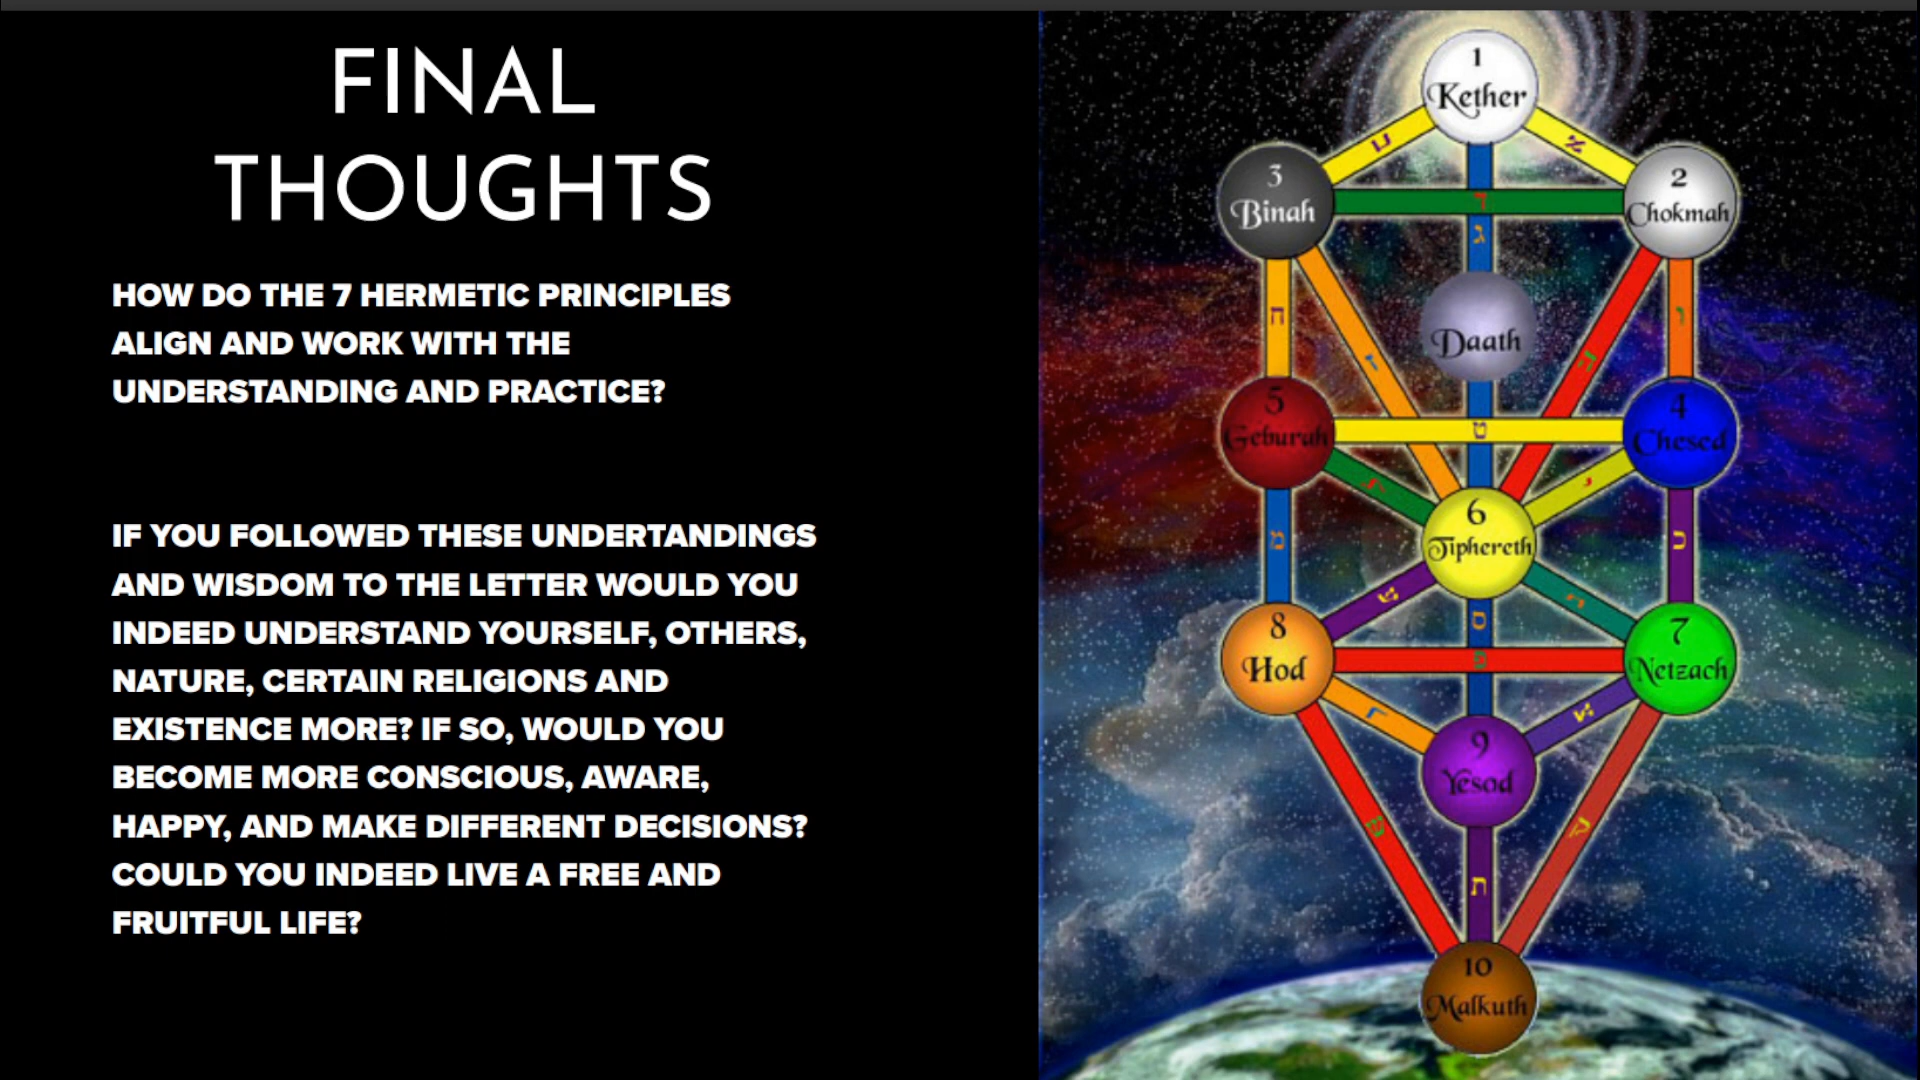 FINAL
THOUGHTS
HOW DO THE 7 HERMETIC PRINCIPLES
ALIGN AND WORK WITH THE
UNDERSTANDING AND PRACTICE?
IF YOU FOLLOWED THESE UNDERTANDINGS
AND WISDOM TO THE LETTER WOULD YOU
INDEED UNDERSTAND YOURSELF, OTHERS,
NATURE, CERTAIN RELIGIONS AND
EXISTENCE MORE? IF SO, WOULD YOU
BECOME MORE CONSCIOUS, AWARE,
HAPPY, AND MAKE DIFFERENT DECISIONS?
COULD YOU INDEED LIVE A FREE AND
FRUITFUL LIFE?
1
Kether
א
3
Binah
2
Chokmah
ד
ג
Daath
ח
ז
ה
ו
5
Geburah
4
Chesed
ט
י
6
Tiphereth
מ
ס
8
Hod
7
Netzach
פ
9
Yesod
ת
10
Malkuth